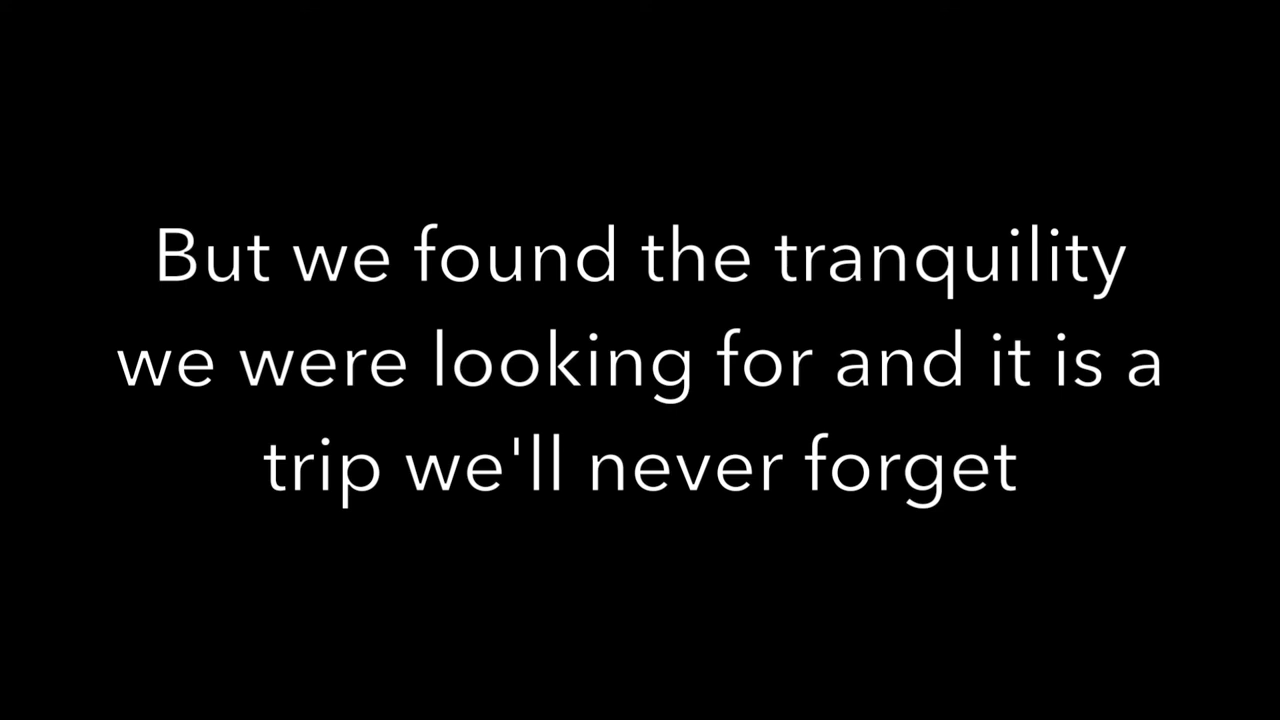 But we found the tranquility
we were looking for and it is a
trip we'll never forget